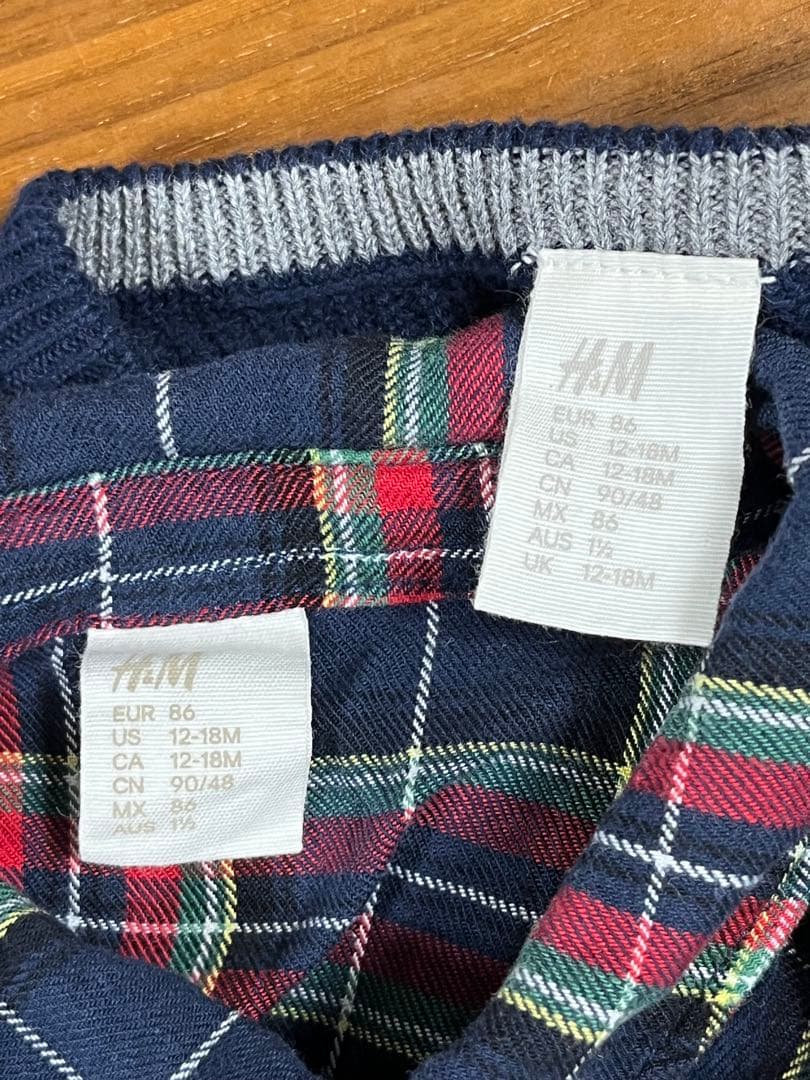 H&M
EUR 86
US 12-18M
CA 12-18M
CN 90/48
MX 86
AUS 1½
UK 12-18M
H&M
EUR 86
US 12-18M
CA 12-18M
CN 90/48
MX 86
AUS 1½